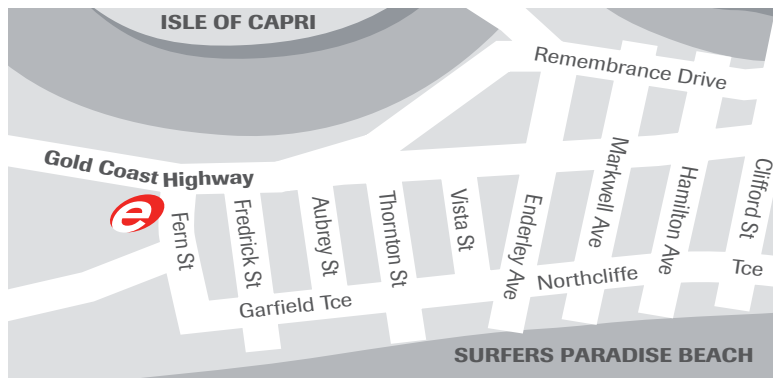 ISLE OF CAPRI
Remembrance Drive
Gold Coast Highway
e
Fern St
Fredrick St
Aubrey St
Thornton St
Vista St
Enderley Ave
Markwell Ave
Hamilton Ave
Clifford St
Garfield Tce
Northcliffe
Tce
SURFERS PARADISE BEACH